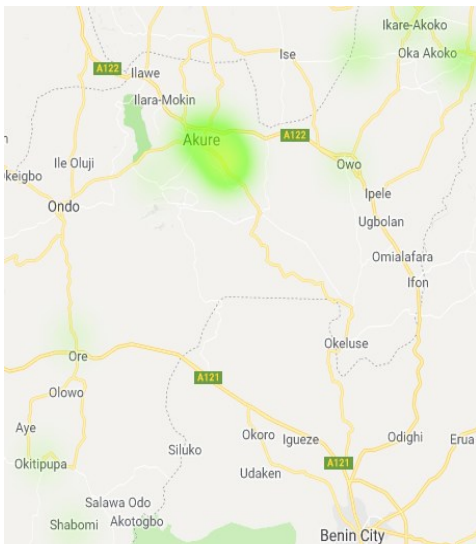 Ikare-Akoko
Ise
Oka Akoko
A122
Ilawe
Ilara-Mokin
Akure
A122
Owo
Ile Oluji
Okeigbo
Ipele
Ondo
Ugbolan
Omialafara
Ifon
Okeluse
Ore
A121
Olowo
Aye
Okoro
Igueze
Odighi
Erua
Siluko
Okitipupa
A121
Udaken
Salawa Odo
Shabomi
Akotogbo
Benin City